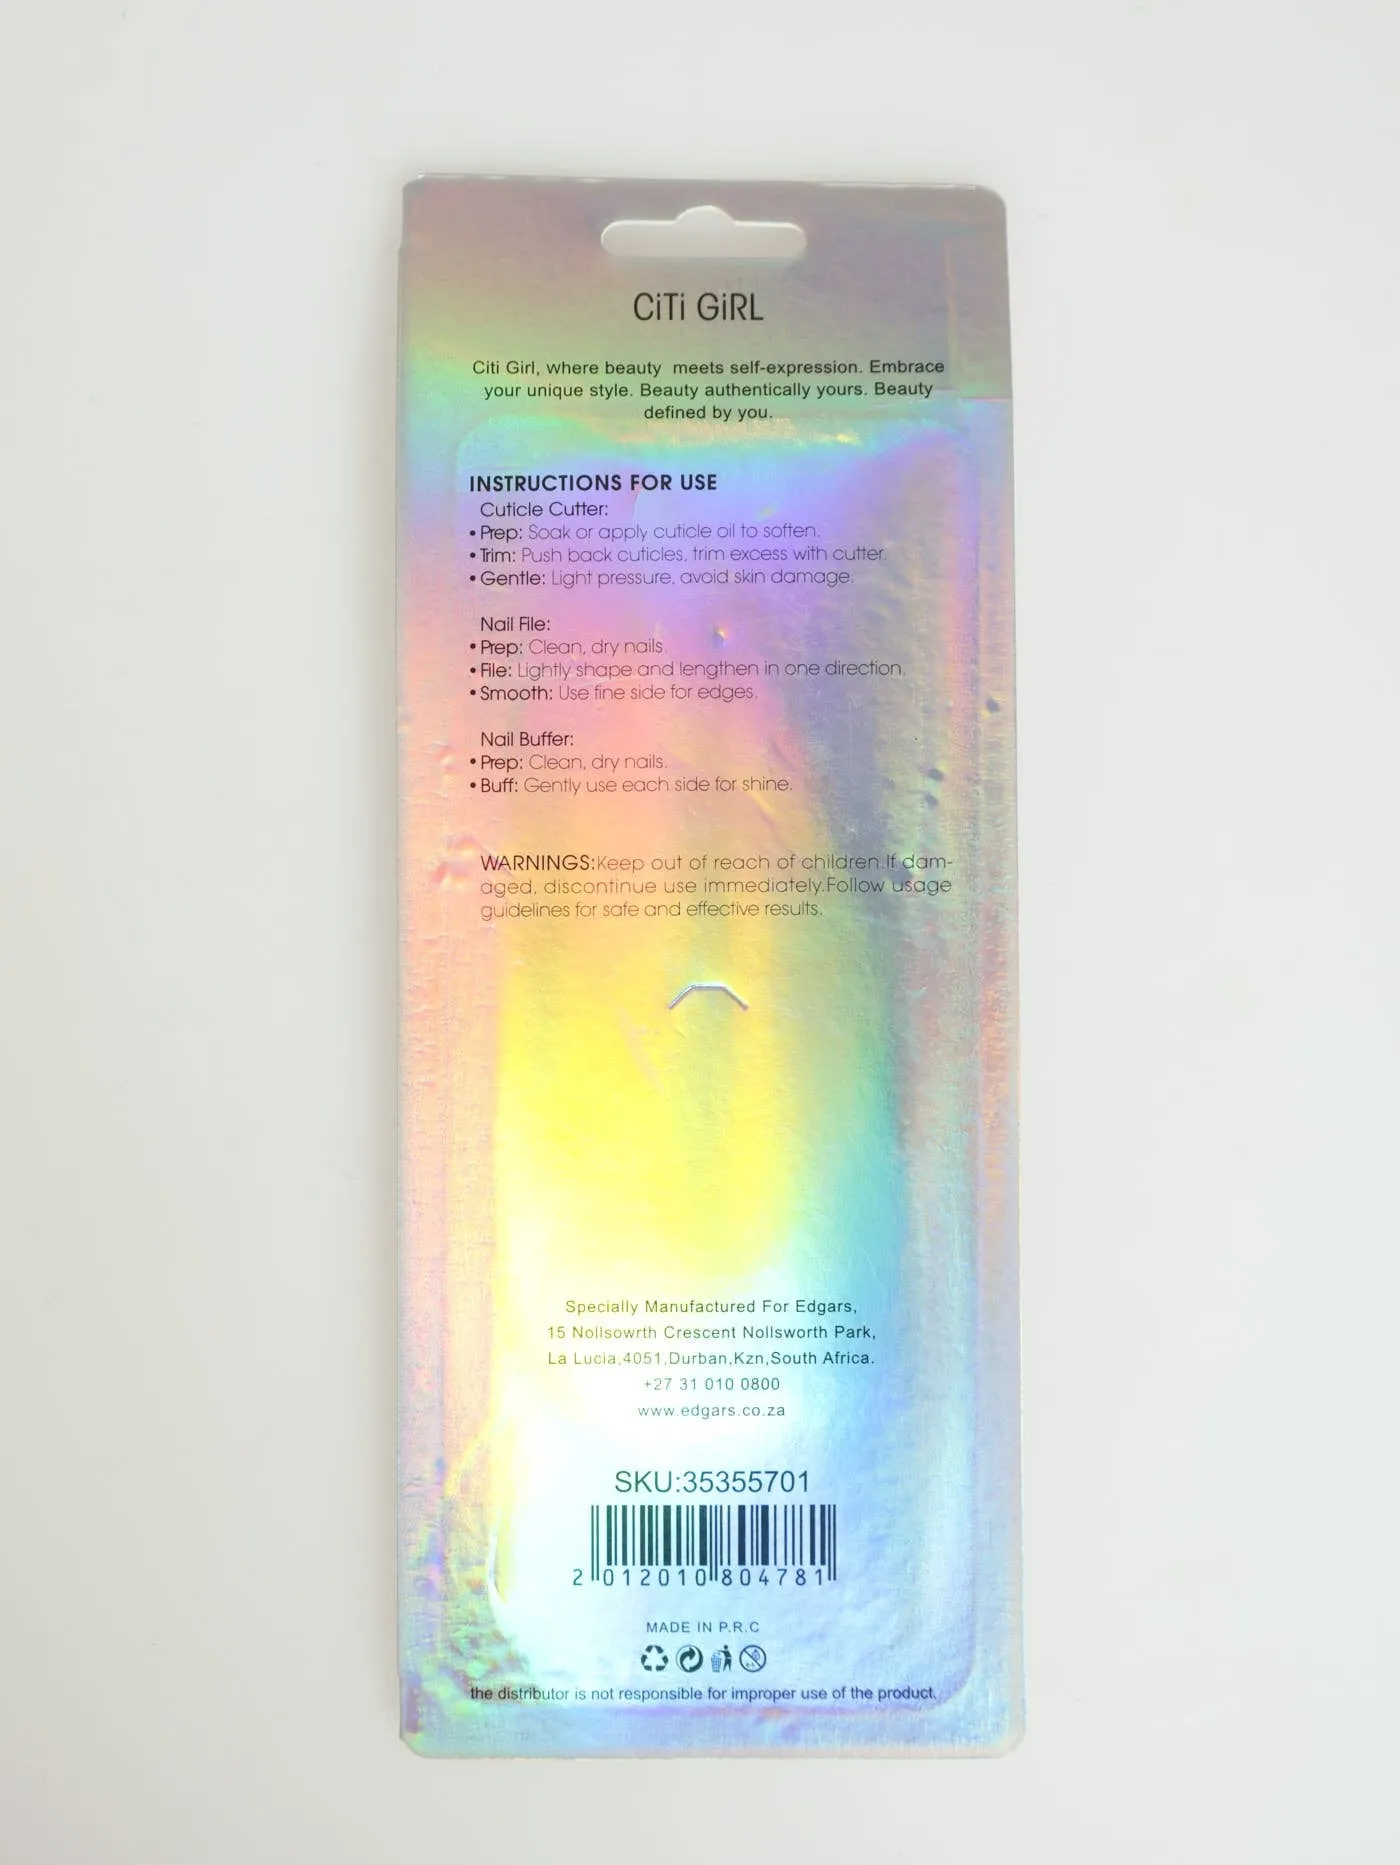 CiTi GiRL
Citi Girl, where beauty meets self-expression. Embrace
your unique style. Beauty authentically yours. Beauty
defined by you.
INSTRUCTIONS FOR USE
Cuticle Cutter:
• Prep: Soak or apply cuticle oil to soften.
• Trim: Push back cuticles, trim excess with cutter.
• Gentle: Light pressure, avoid skin damage.
Nail File:
• Prep: Clean, dry nails.
• File: Lightly shape and lengthen in one direction.
• Smooth: Use fine side for edges.
Nail Buffer:
• Prep: Clean, dry nails.
• Buff: Gently use each side for shine.
WARNINGS:Keep out of reach of children.If dam-
aged, discontinue use immediately.Follow usage
guidelines for safe and effective results.
Specially Manufactured For Edgars,
15 Nollsowrth Crescent Nollsworth Park,
La Lucia,4051,Durban,Kzn,South Africa.
+27 31 010 0800
www.edgars.co.za
SKU:35355701
2 012010 804781
MADE IN P.R.C
the distributor is not responsible for improper use of the product.